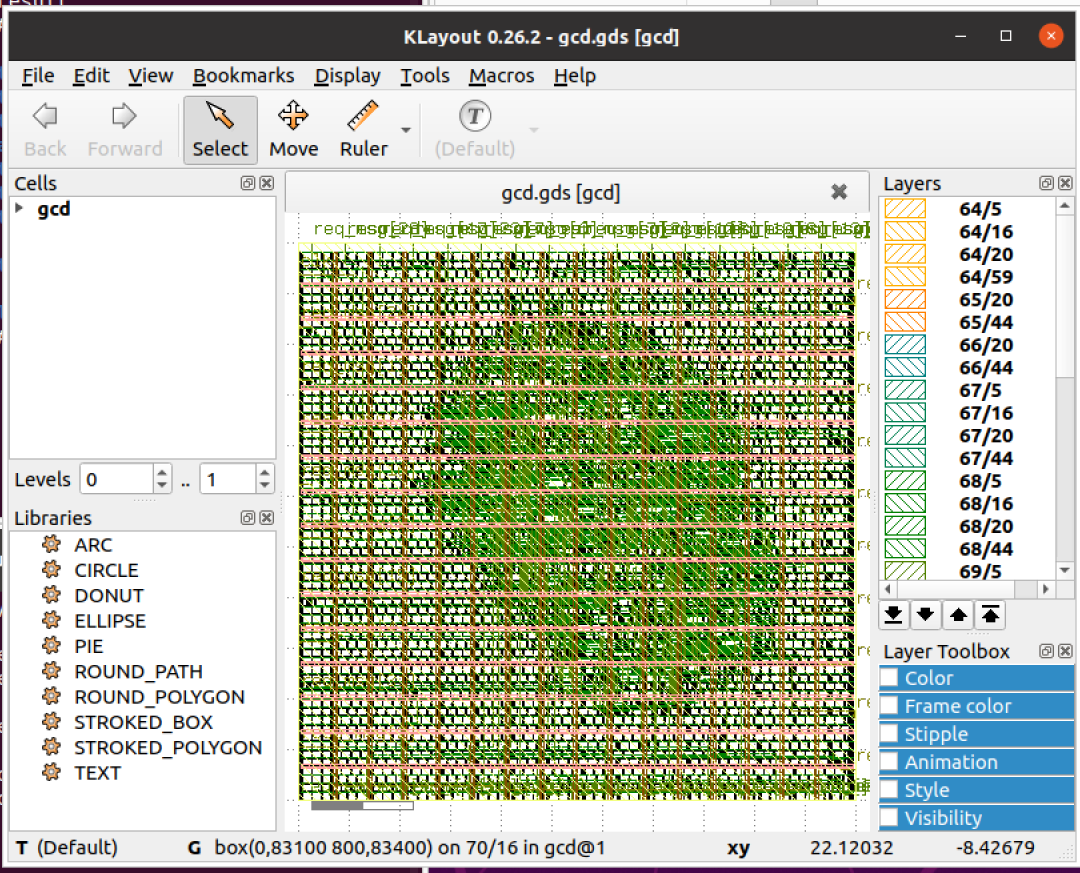 KLayout 0.26.2 - gcd.gds [gcd]
File Edit View Bookmarks Display Tools Macros Help
Back Forward Select Move Ruler T (Default)
Cells
gcd
Levels 0 .. 1
Libraries
ARC
CIRCLE
DONUT
ELLIPSE
PIE
ROUND_PATH
ROUND_POLYGON
STROKED_BOX
STROKED_POLYGON
TEXT
gcd.gds [gcd]
Layers
64/5
64/16
64/20
64/59
65/20
65/44
66/20
66/44
67/5
67/16
67/20
67/44
68/5
68/16
68/20
68/44
69/5
Layer Toolbox
Color
Frame color
Stipple
Animation
Style
Visibility
T (Default) G box(0,83100 800,83400) on 70/16 in gcd@1 xy 22.12032 -8.42679